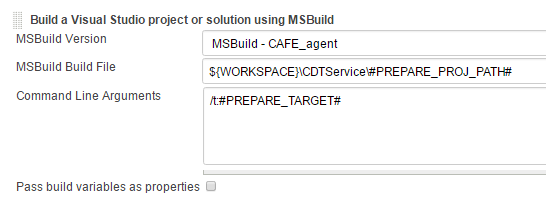 Build a Visual Studio project or solution using MSBuild
MSBuild Version
MSBuild - CAFE_agent
MSBuild Build File
${WORKSPACE}\CDTService\#PREPARE_PROJ_PATH#
Command Line Arguments
/t:#PREPARE_TARGET#
Pass build variables as properties